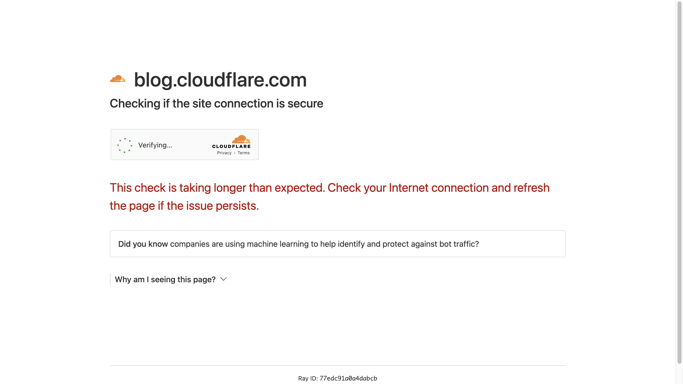 blog.cloudflare.com
Checking if the site connection is secure
Verifying...
CLOUDFLARE
Privacy • Terms
This check is taking longer than expected. Check your Internet connection and refresh
the page if the issue persists.
Did you know companies are using machine learning to help identify and protect against bot traffic?
Why am I seeing this page?
Ray ID: 77edc91a0a4dabcb